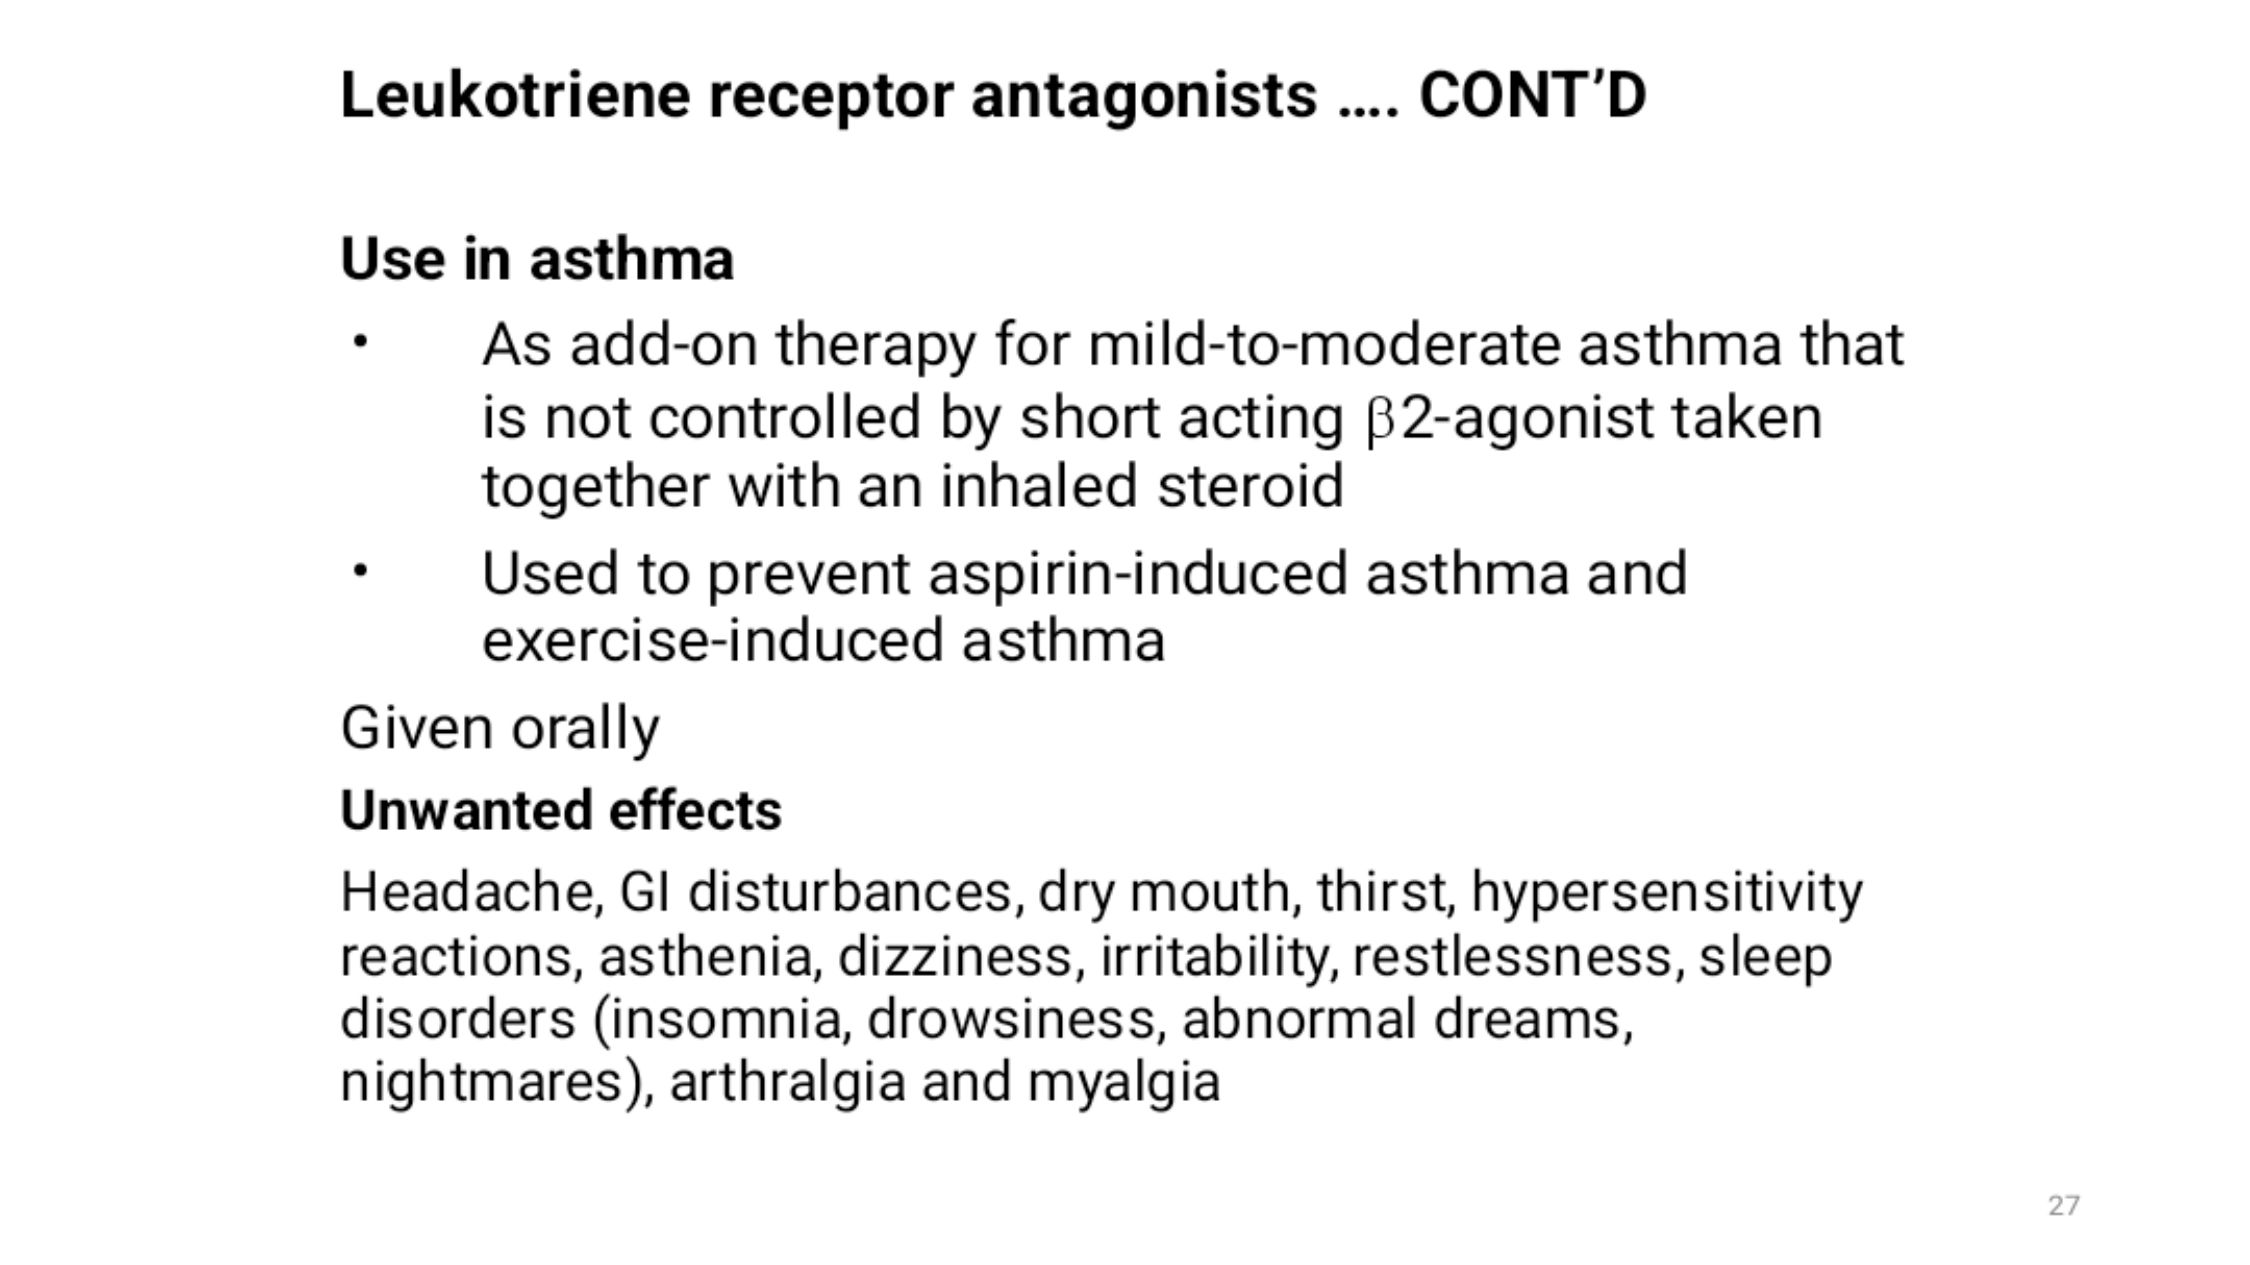 Leukotriene receptor antagonists .... CONT’D
Use in asthma
• As add-on therapy for mild-to-moderate asthma that
is not controlled by short acting β2-agonist taken
together with an inhaled steroid
• Used to prevent aspirin-induced asthma and
exercise-induced asthma
Given orally
Unwanted effects
Headache, GI disturbances, dry mouth, thirst, hypersensitivity
reactions, asthenia, dizziness, irritability, restlessness, sleep
disorders (insomnia, drowsiness, abnormal dreams,
nightmares), arthralgia and myalgia
27